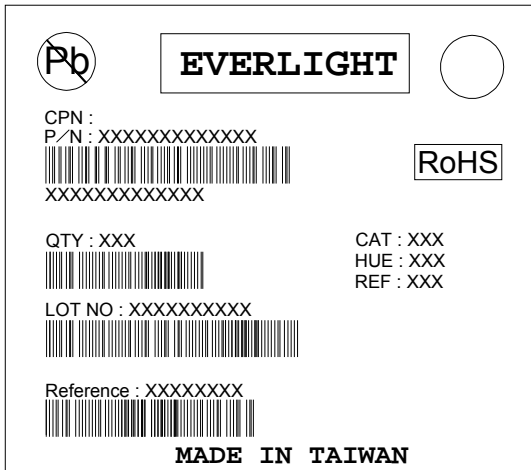 Pb
EVERLIGHT
CPN :
P/N : XXXXXXXXXXXXX
XXXXXXXXXXXXX
RoHS
QTY : XXX
CAT : XXX
HUE : XXX
REF : XXX
LOT NO : XXXXXXXXXX
Reference : XXXXXXXX
MADE IN TAIWAN